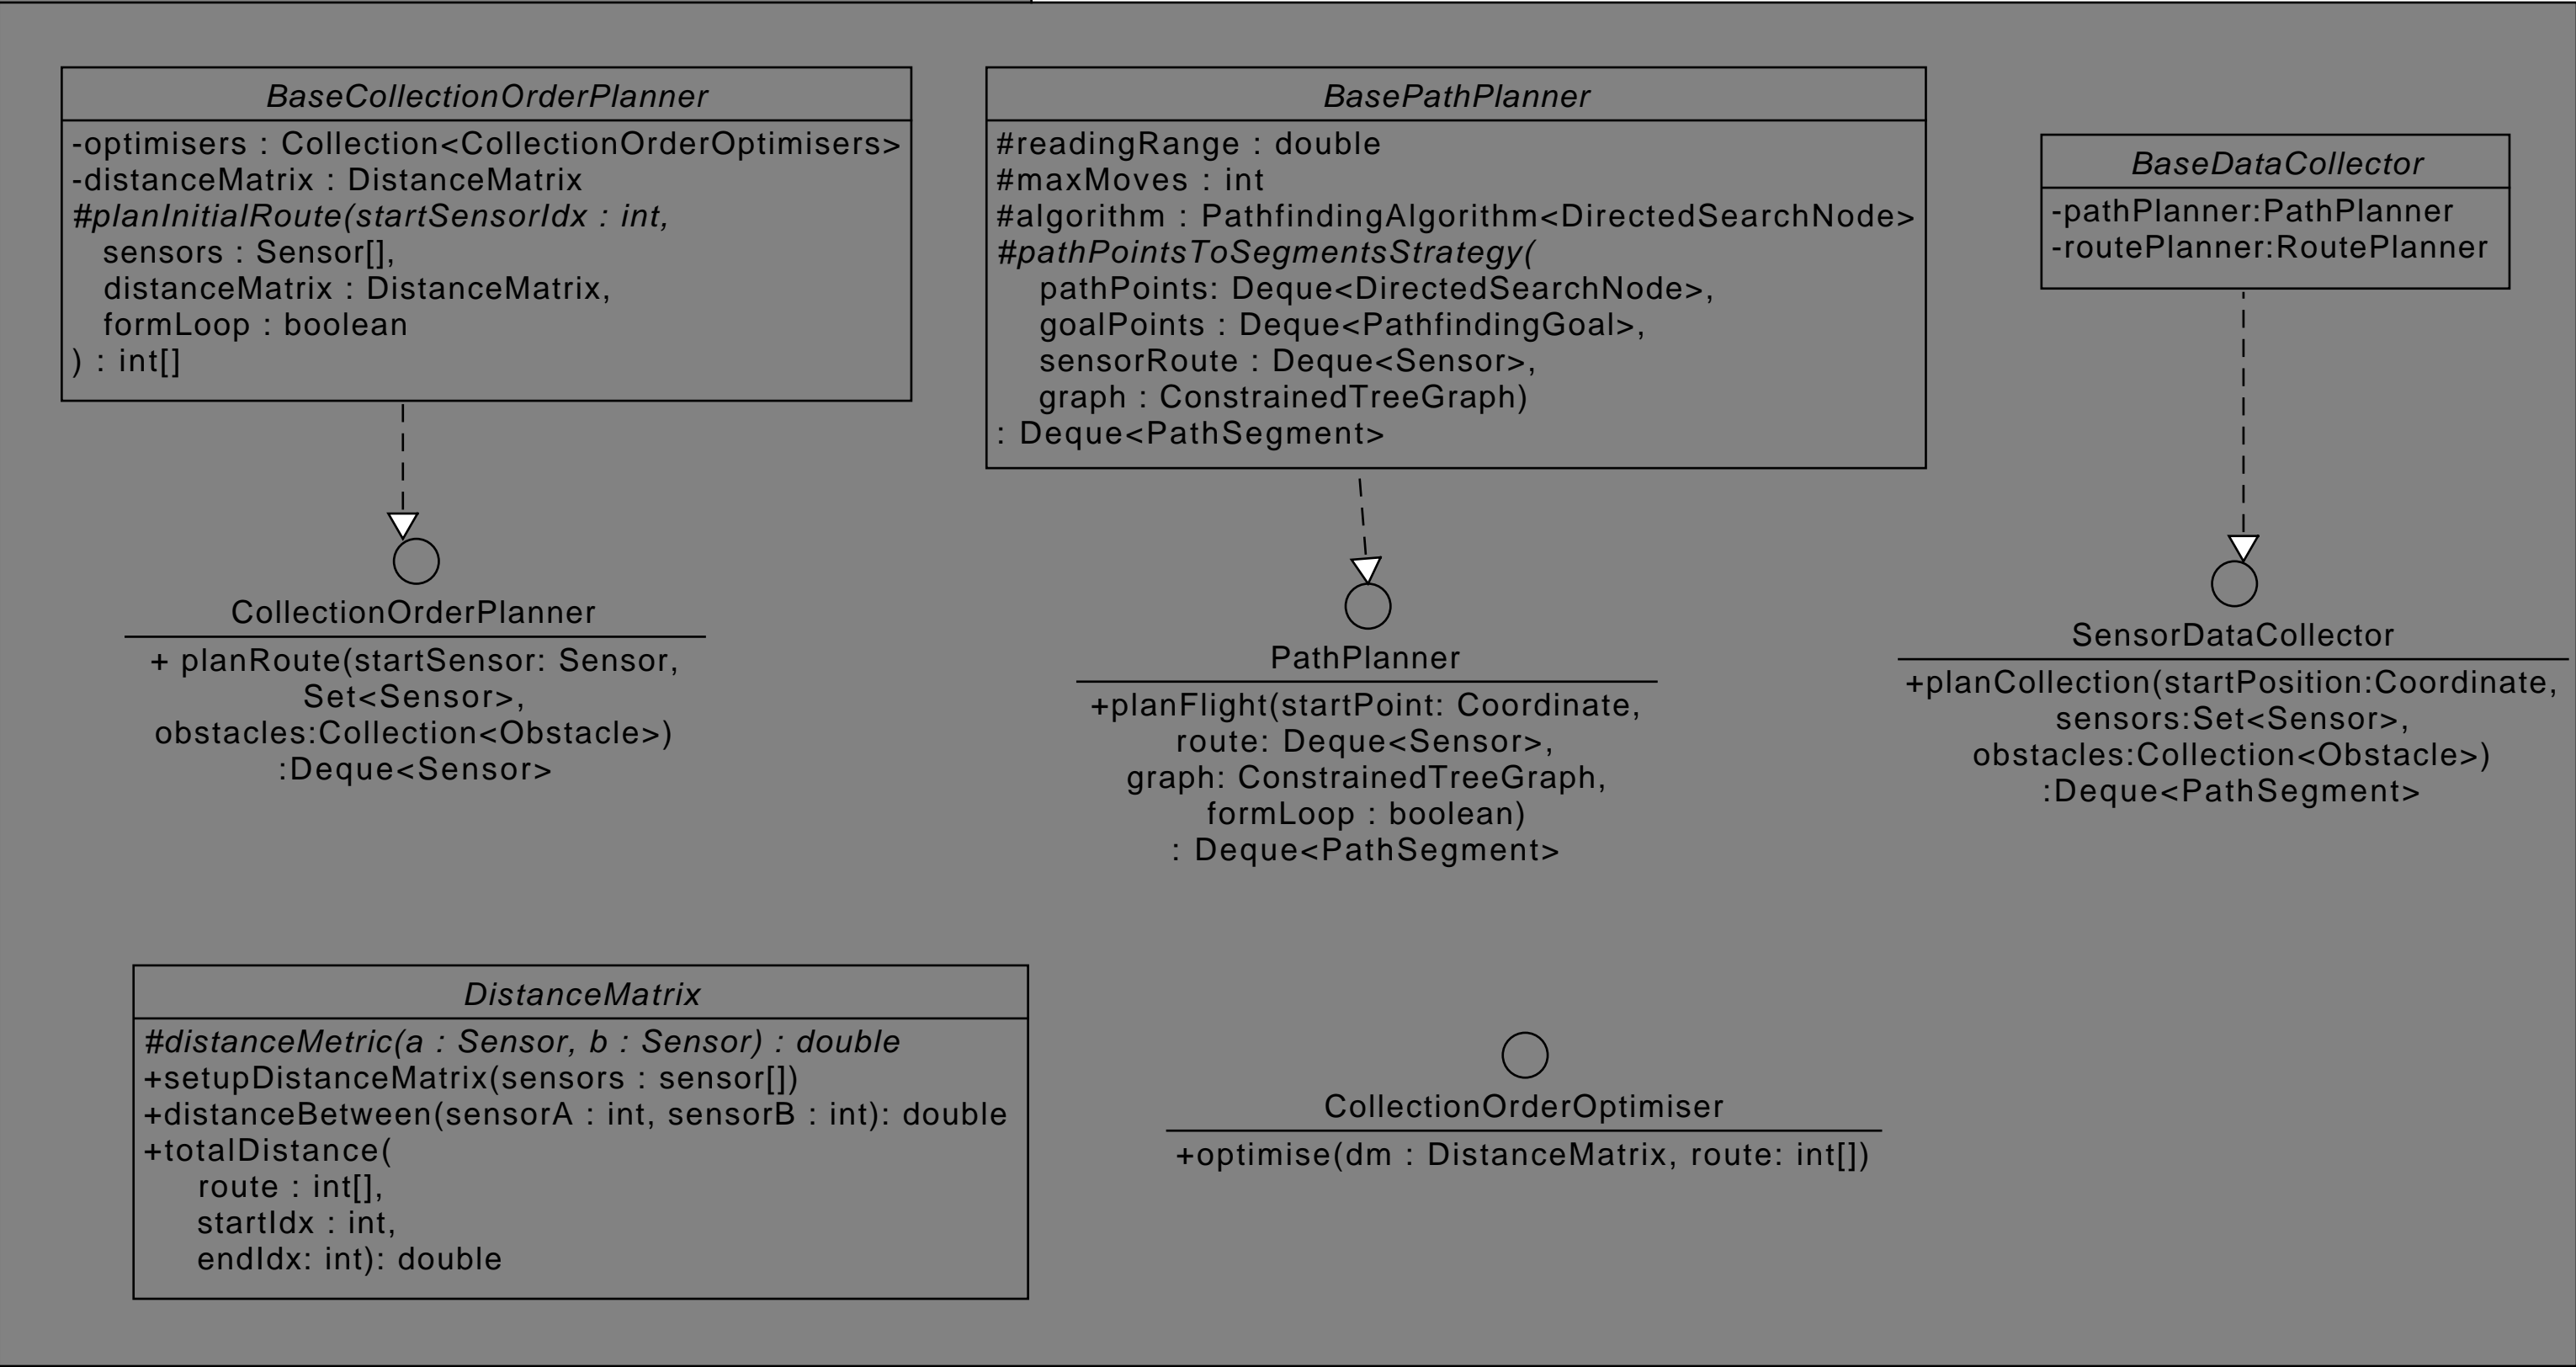 BaseCollectionOrderPlanner
-optimisers : Collection<CollectionOrderOptimisers>
-distanceMatrix : DistanceMatrix
#planInitialRoute(startSensorIdx : int,
sensors : Sensor[],
distanceMatrix : DistanceMatrix,
formLoop : boolean
) : int[]
CollectionOrderPlanner
+ planRoute(startSensor: Sensor,
Set<Sensor>,
obstacles:Collection<Obstacle>)
:Deque<Sensor>
BasePathPlanner
#readingRange : double
#maxMoves : int
#algorithm : PathfindingAlgorithm<DirectedSearchNode>
#pathPointsToSegmentsStrategy(
pathPoints: Deque<DirectedSearchNode>,
goalPoints : Deque<PathfindingGoal>,
sensorRoute : Deque<Sensor>,
graph : ConstrainedTreeGraph)
: Deque<PathSegment>
PathPlanner
+planFlight(startPoint: Coordinate,
route: Deque<Sensor>,
graph: ConstrainedTreeGraph,
formLoop : boolean)
: Deque<PathSegment>
BaseDataCollector
-pathPlanner:PathPlanner
-routePlanner:RoutePlanner
SensorDataCollector
+planCollection(startPosition:Coordinate,
sensors:Set<Sensor>,
obstacles:Collection<Obstacle>)
:Deque<PathSegment>
DistanceMatrix
#distanceMetric(a : Sensor, b : Sensor) : double
+setupDistanceMatrix(sensors : sensor[])
+distanceBetween(sensorA : int, sensorB : int): double
+totalDistance(
route : int[],
startIdx : int,
endIdx: int): double
CollectionOrderOptimiser
+optimise(dm : DistanceMatrix, route: int[])